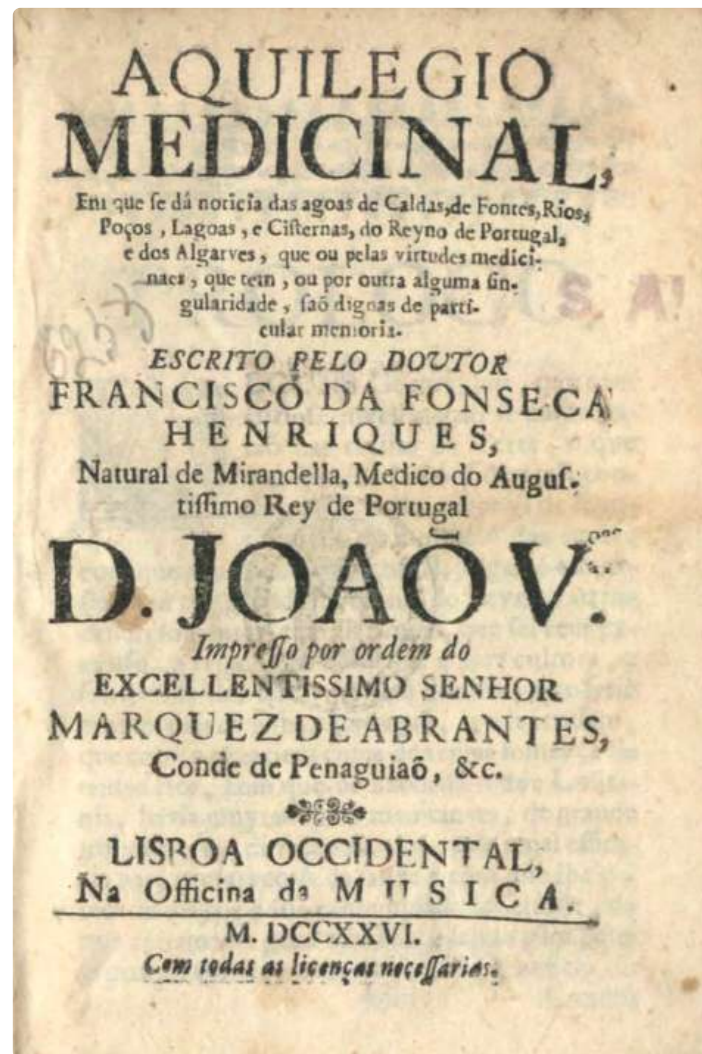 AQUILEGIO
MEDICINAL,
Em que ſe dá noticia das agoas de Caldas, de Fontes, Rios,
Poços, Lagoas, e Ciſternas, do Reyno de Portugal,
e dos Algarves, que ou pelas virtudes medici-
naes, que tem, ou por outra alguma ſin-
gularidade, ſaõ dignas de parti-
cular memoria.
ESCRITO PELO DOVTOR
FRANCISCO DA FONSECA
HENRIQUES,
Natural de Mirandella, Medico do Auguſ-
tiſſimo Rey de Portugal
D. JOAÕ V.
Impreſſo por ordem do
EXCELLENTISSIMO SENHOR
MARQUEZ DE ABRANTES,
Conde de Penaguiaõ, &c.
LISBOA OCCIDENTAL,
Na Officina da MUSICA.
M. DCCXXVI.
Com todas as licenças neceſſarias.
S. A.